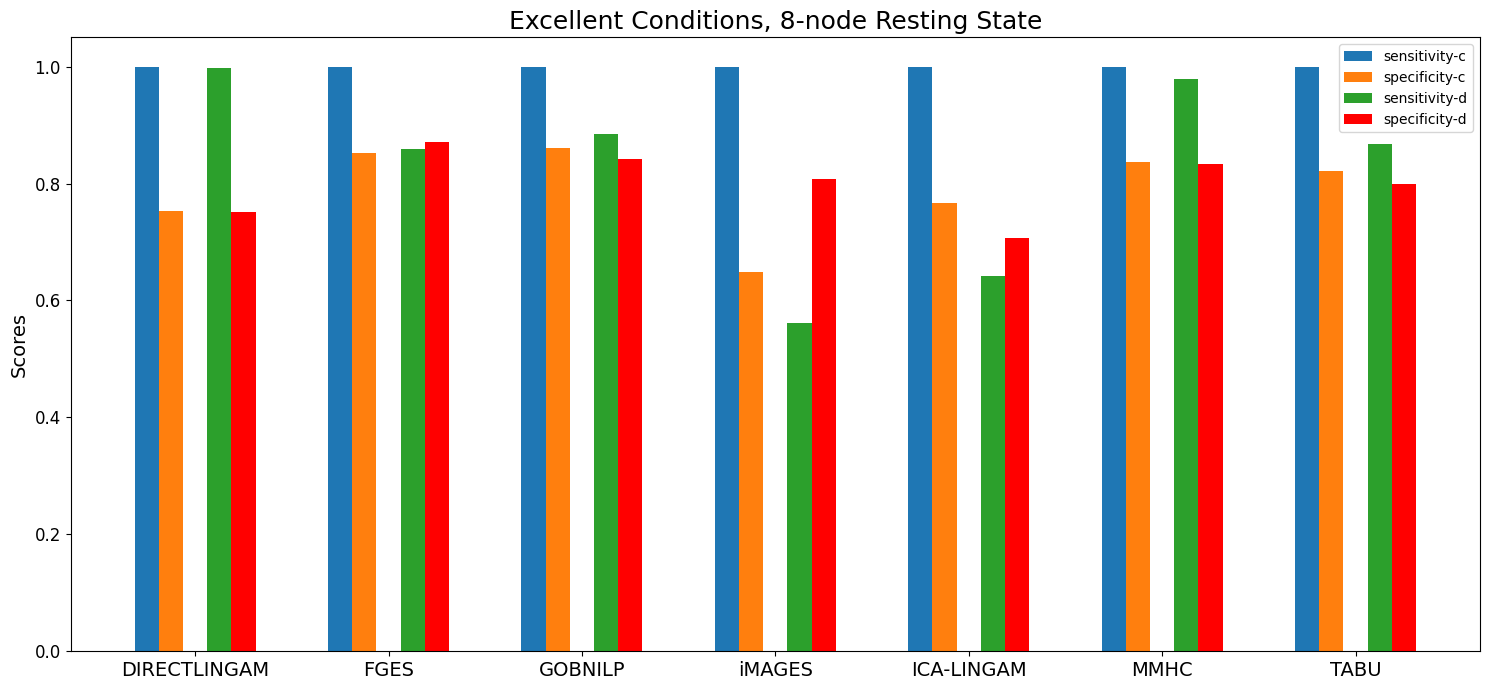 Excellent Conditions, 8-node Resting State
sensitivity-c
specificity-c
sensitivity-d
specificity-d
Scores
1.0
0.8
0.6
0.4
0.2
0.0
DIRECTLINGAM FGES GOBNILP iMAGES ICA-LINGAM MMHC TABU